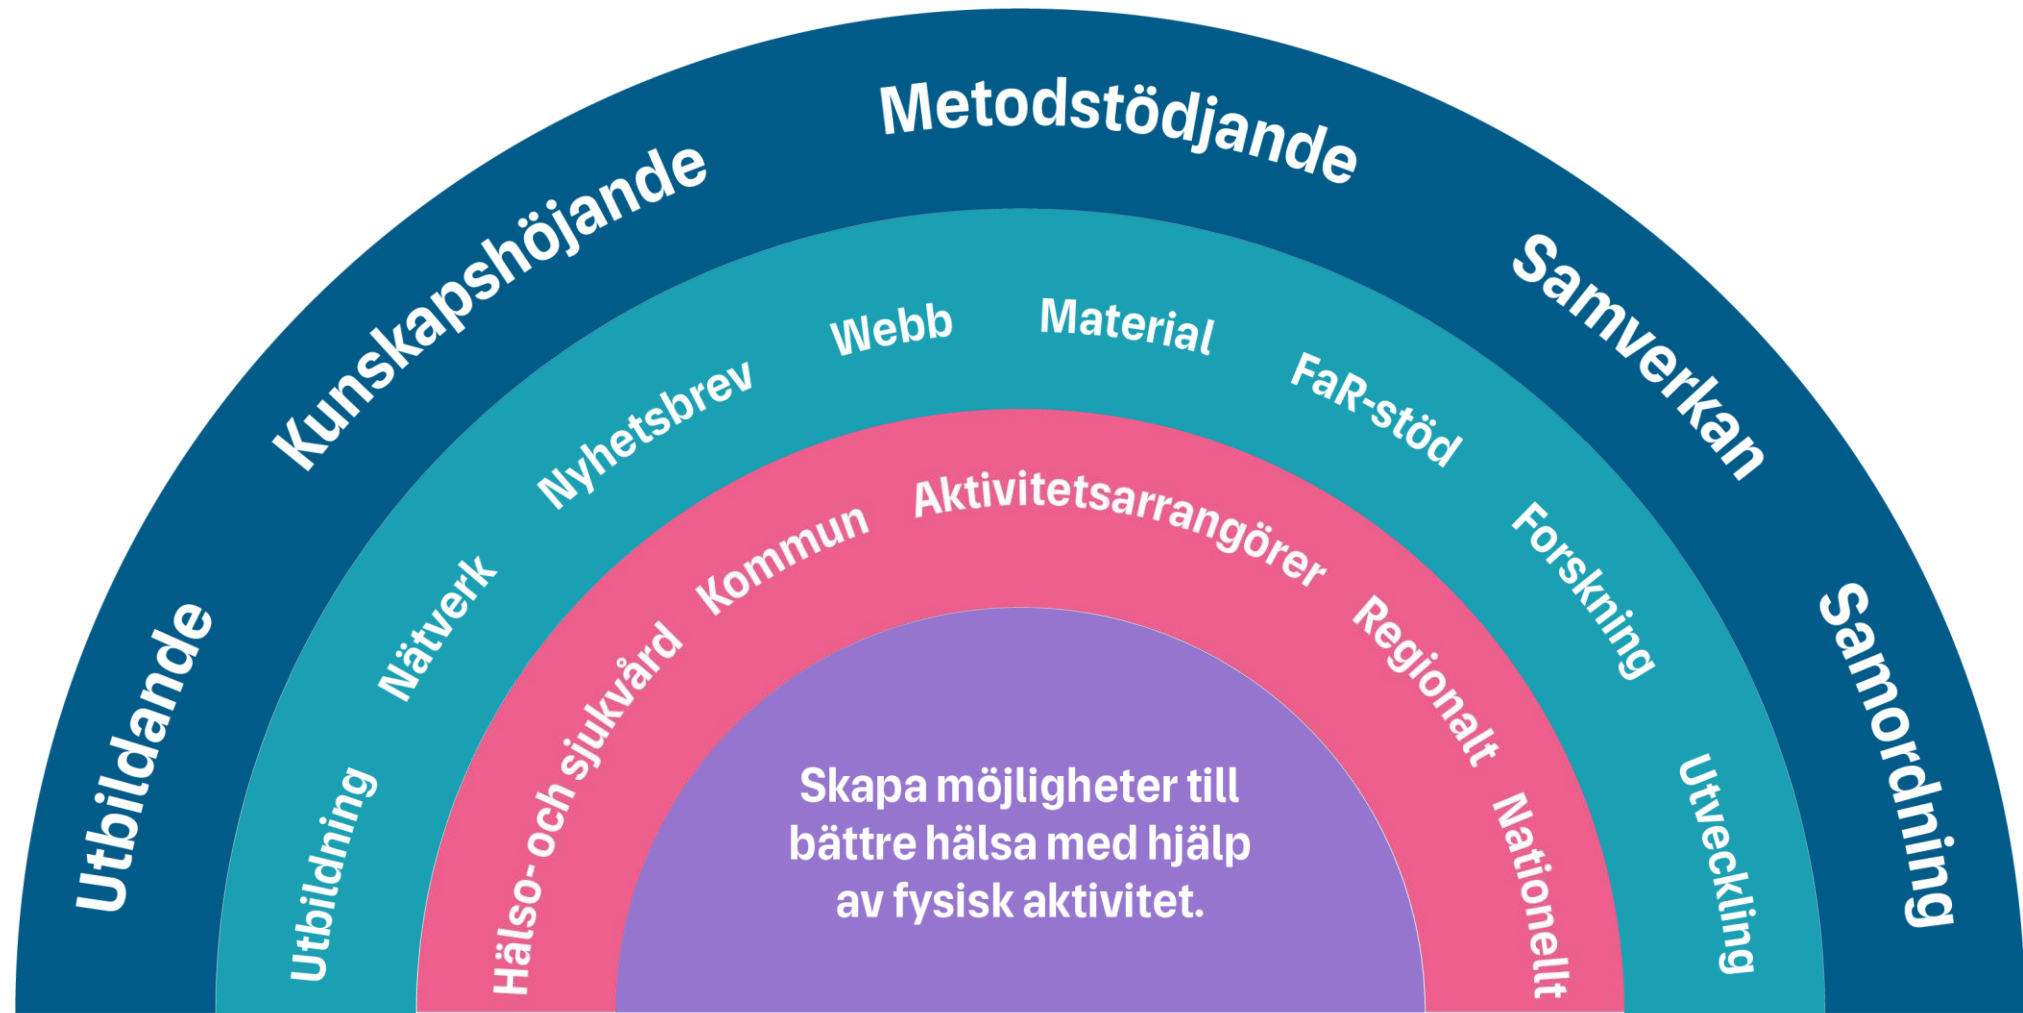 Utbildande
Kunskapshöjande
Metodstödjande
Samverkan
Samordning
Utbildning
Nätverk
Nyhetsbrev
Webb
Material
FaR-stöd
Forskning
Utveckling
Hälso- och sjukvård
Kommun
Aktivitetsarrangörer
Regionalt
Nationellt
Skapa möjligheter till
bättre hälsa med hjälp
av fysisk aktivitet.